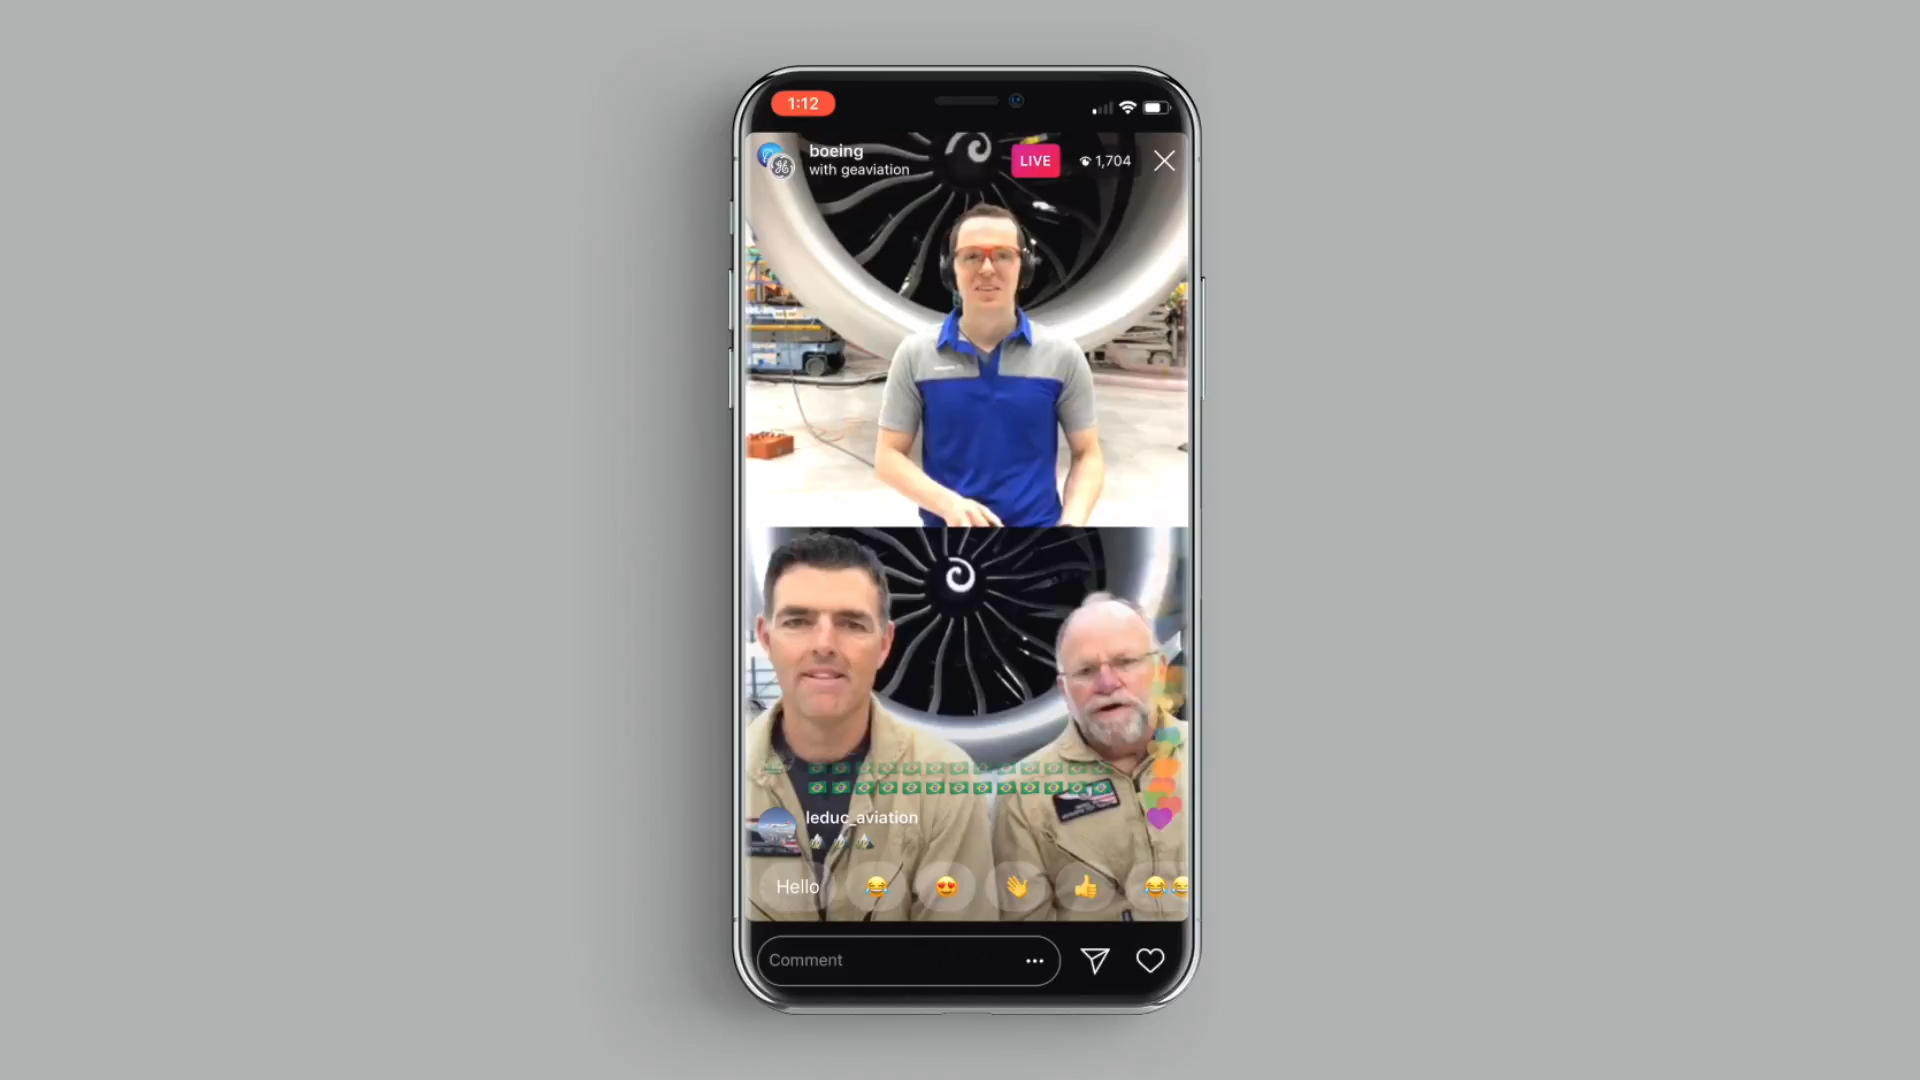 1:12
boeing
with geaviation
LIVE
1,704
leduc_aviation
Hello
Comment